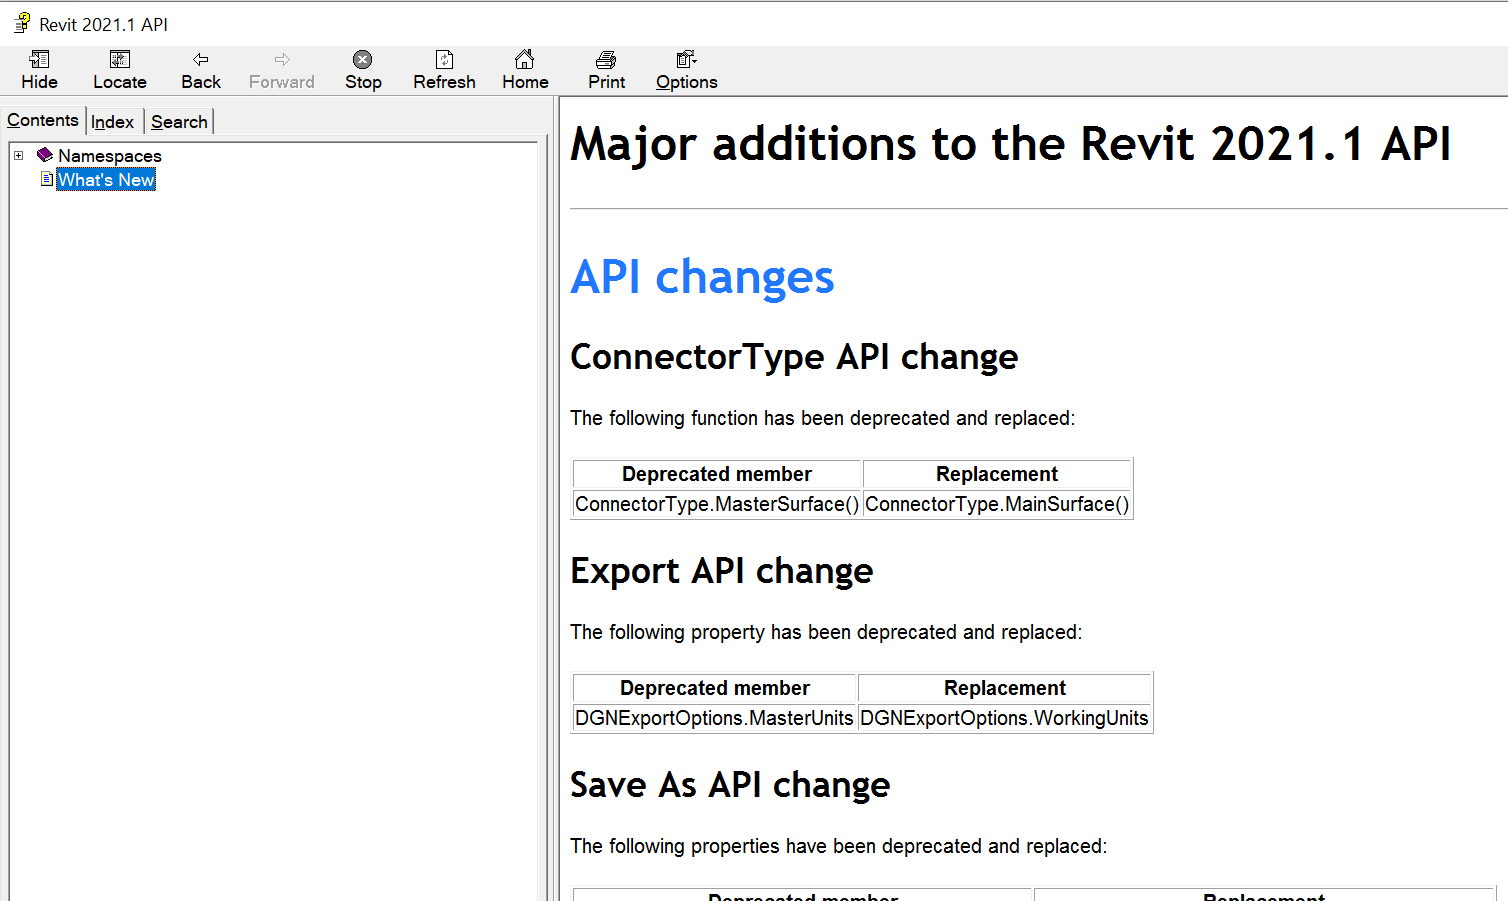 Revit 2021.1 API
Hide Locate Back Forward Stop Refresh Home Print Options
Contents Index Search
Namespaces
What's New
Major additions to the Revit 2021.1 API
API changes
ConnectorType API change
The following function has been deprecated and replaced:
Deprecated member Replacement
ConnectorType.MasterSurface() ConnectorType.MainSurface()
Export API change
The following property has been deprecated and replaced:
Deprecated member Replacement
DGNExportOptions.MasterUnits DGNExportOptions.WorkingUnits
Save As API change
The following properties have been deprecated and replaced:
Deprecated member Replacement